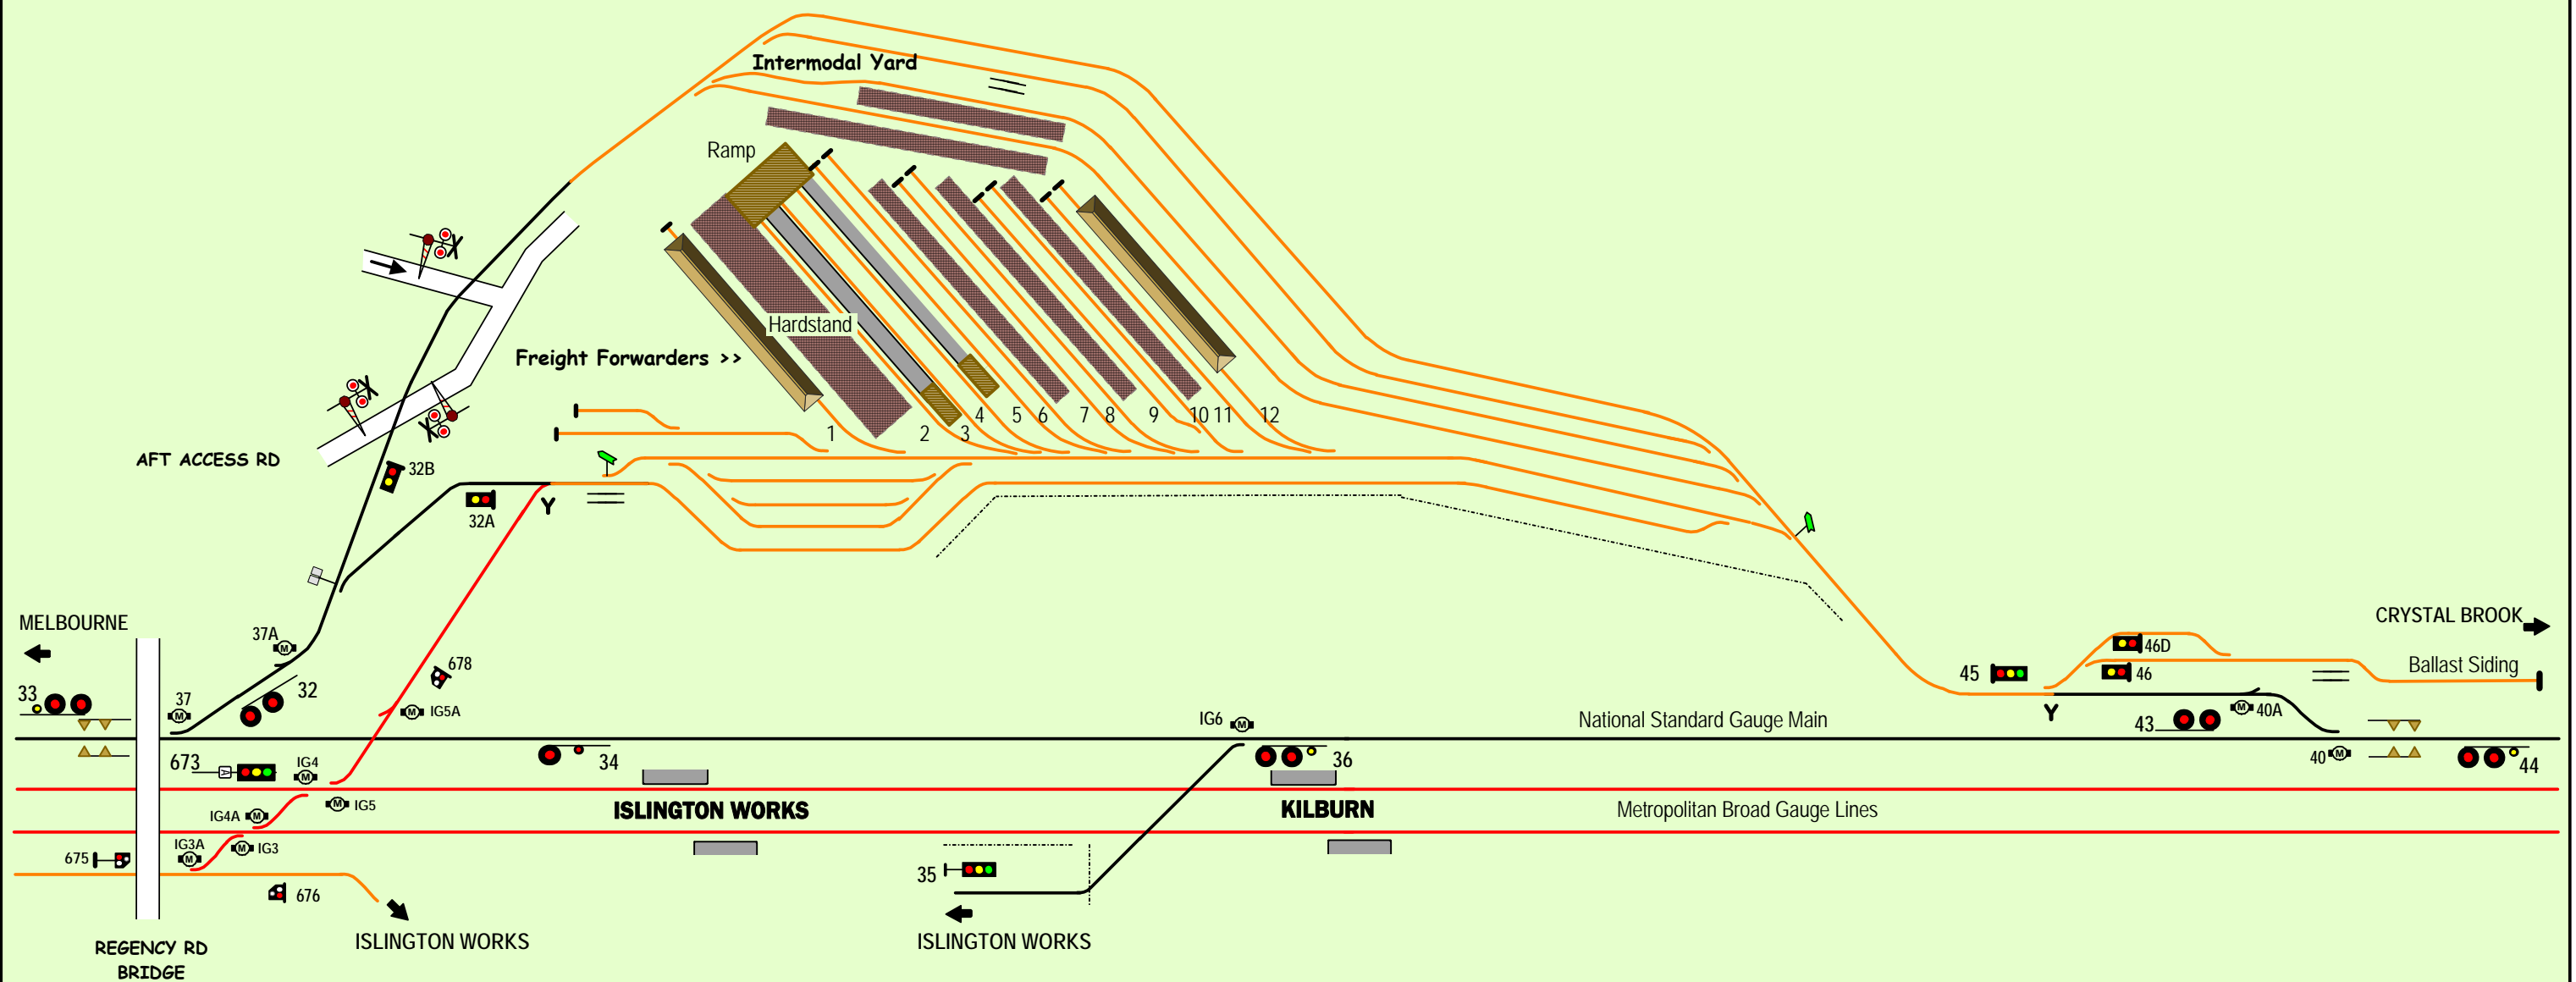 Intermodal Yard
Ramp
Hardstand
Freight Forwarders >>
1 2 3 4 5 6 7 8 9 10 11 12
AFT ACCESS RD
32B
32A
Y
MELBOURNE
37A
678
33
37
32
IG5A
673
A
IG4
34
IG4A
IG5
ISLINGTON WORKS
675
IG3A
IG3
676
ISLINGTON WORKS
REGENCY RD
BRIDGE
IG6
36
KILBURN
35
ISLINGTON WORKS
National Standard Gauge Main
Metropolitan Broad Gauge Lines
CRYSTAL BROOK
45
46D
46
Ballast Siding
Y
43
40A
40
44
M
M
M
M
M
M
M
M
M
M
M